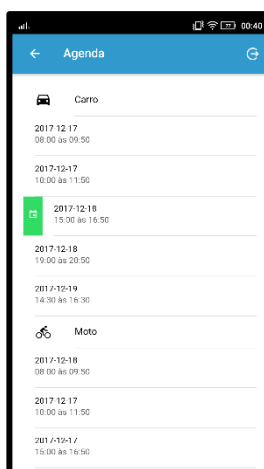 00:40
Agenda
Carro
2017-12-17
08:00 às 09:50
2017-12-17
10:00 às 11:50
2017-12-18
15:00 às 16:50
2017-12-18
19:00 às 20:50
2017-12-19
14:30 às 16:30
Moto
2017-12-18
08:00 às 09:50
2017-12-17
10:00 às 11:50
2017-12-17
15:00 às 16:50